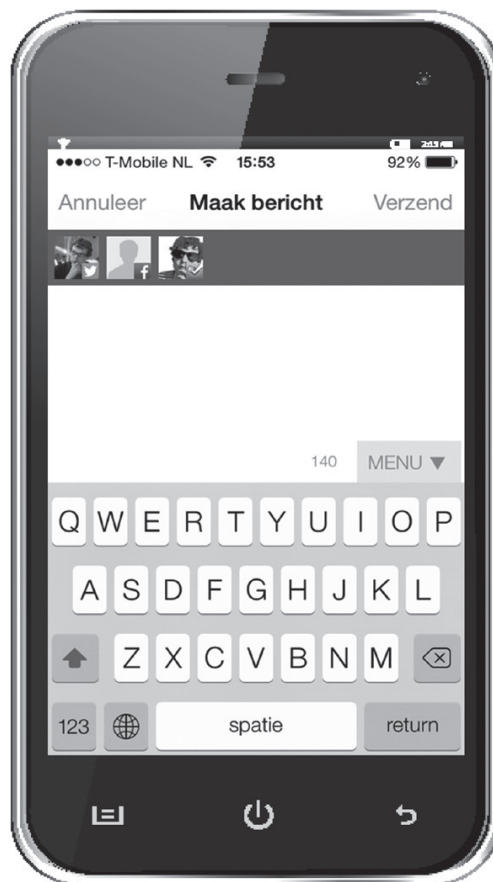 T-Mobile NL 15:53 92%
Annuleer Maak bericht Verzend
f
140 MENU ▼
Q W E R T Y U I O P
A S D F G H J K L
Z X C V B N M
123 spatie return